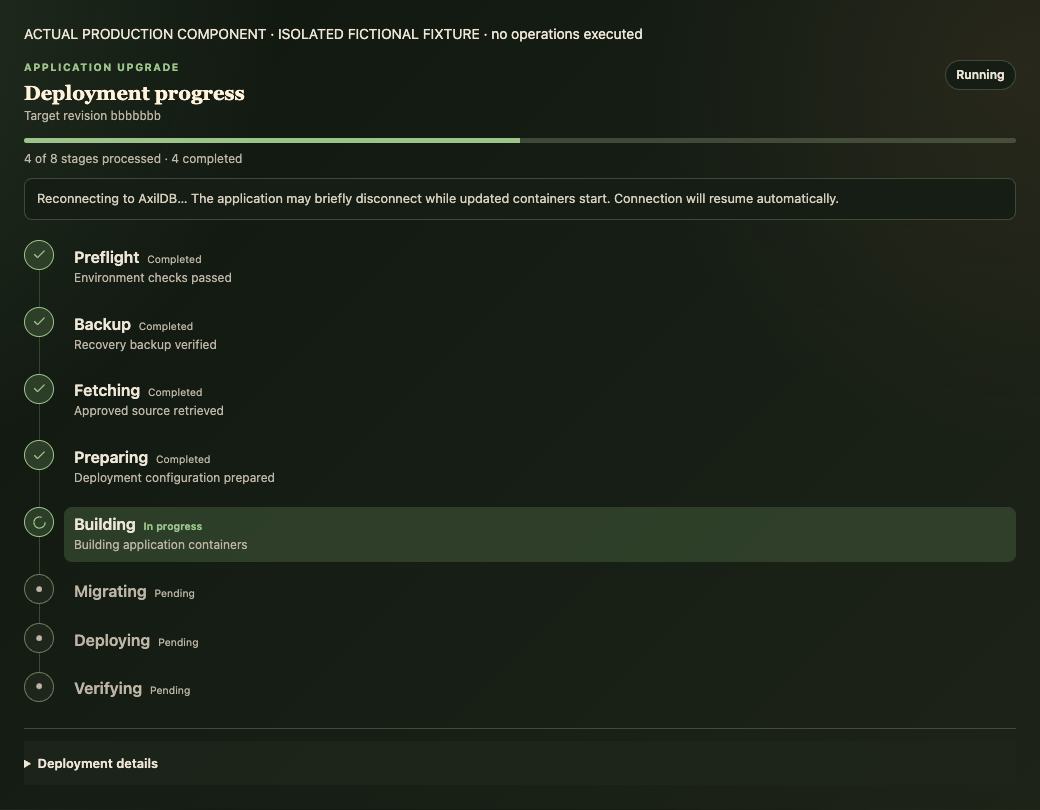 ACTUAL PRODUCTION COMPONENT · ISOLATED FICTIONAL FIXTURE · no operations executed
APPLICATION UPGRADE
Running
Deployment progress
Target revision bbbbbbb
4 of 8 stages processed · 4 completed
Reconnecting to AxilDB... The application may briefly disconnect while updated containers start. Connection will resume automatically.
Preflight Completed
Environment checks passed
Backup Completed
Recovery backup verified
Fetching Completed
Approved source retrieved
Preparing Completed
Deployment configuration prepared
Building In progress
Building application containers
Migrating Pending
Deploying Pending
Verifying Pending
Deployment details